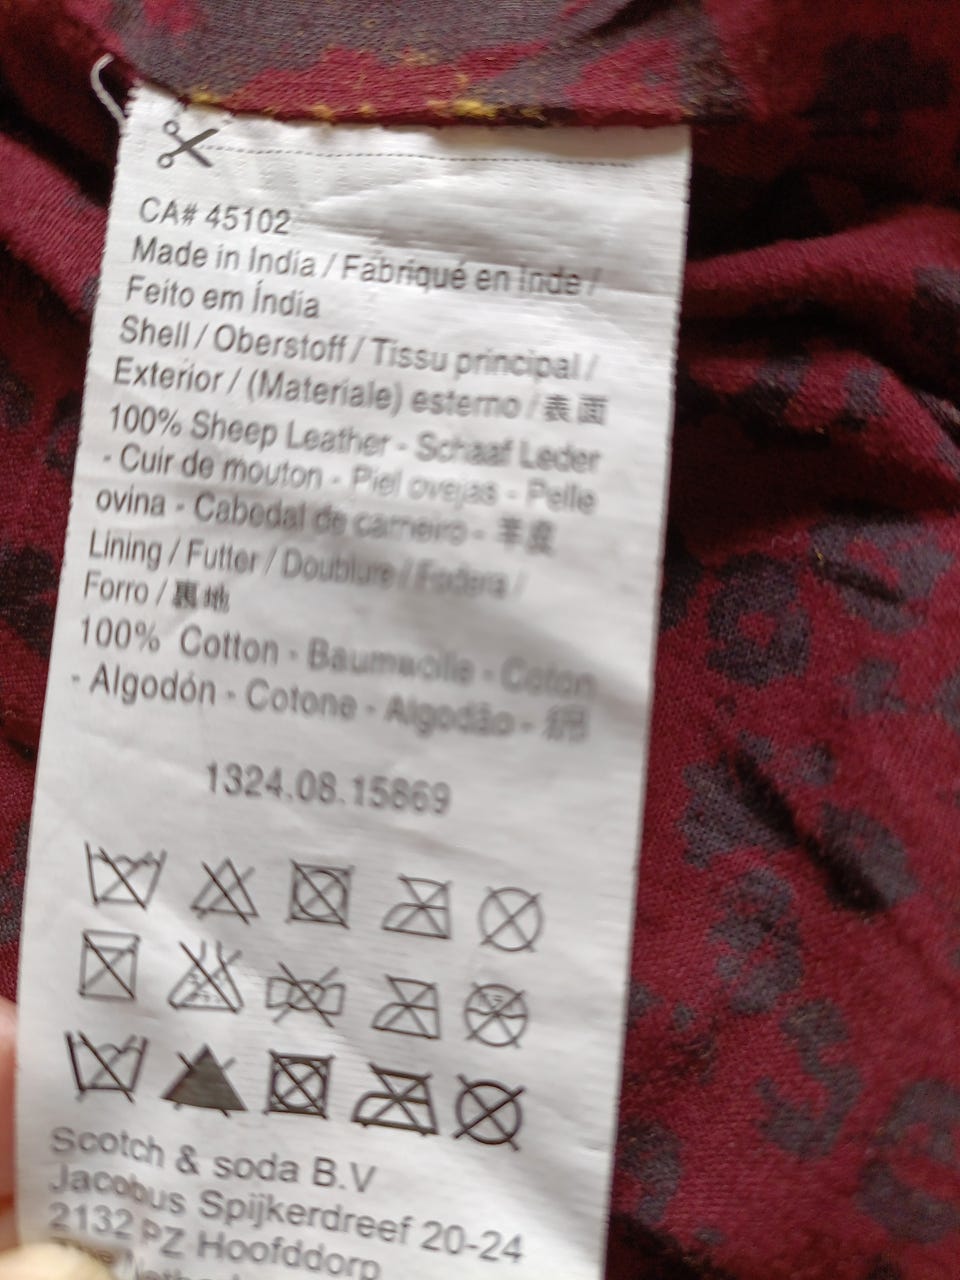 CA# 45102
Made in India / Fabriqué en Inde /
Feito em Índia
Shell / Oberstoff / Tissu principal /
Exterior / (Materiale) esterno / 表面
100% Sheep Leather - Schaaf Leder
- Cuir de mouton - Piel ovejas - Pelle
ovina - Cabedal de carneiro - 羊皮
Lining / Futter / Doublure / Fodera /
Forro / 裏地
100% Cotton - Baumwolle - Coton
- Algodón - Cotone - Algodão - 綿
1324.08.15869
Scotch & soda B.V
Jacobus Spijkerdreef 20-24
2132 PZ Hoofddorp